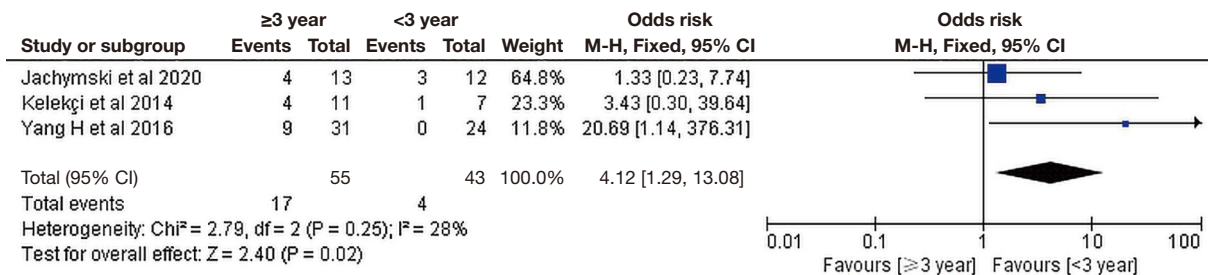 ≥3 year <3 year Odds risk Odds risk
Study or subgroup Events Total Events Total Weight M-H, Fixed, 95% CI M-H, Fixed, 95% CI
Jachymski et al 2020 4 13 3 12 64.8% 1.33 [0.23, 7.74]
Kelekçi et al 2014 4 11 1 7 23.3% 3.43 [0.30, 39.64]
Yang H et al 2016 9 31 0 24 11.8% 20.69 [1.14, 376.31]
Total (95% CI) 55 43 100.0% 4.12 [1.29, 13.08]
Total events 17 4
Heterogeneity: Chi² = 2.79, df = 2 (P = 0.25); I² = 28%
Test for overall effect: Z = 2.40 (P = 0.02)
0.01 0.1 1 10 100
Favours [≥3 year] Favours [<3 year]